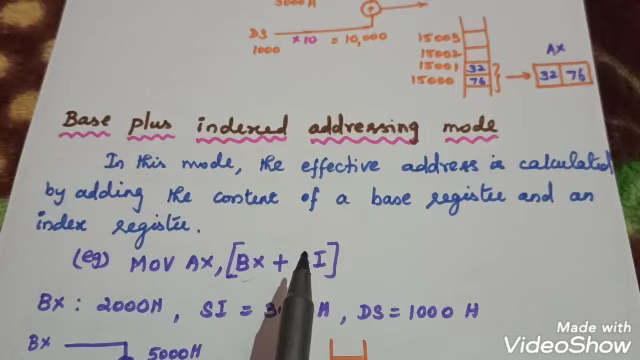 5000 H
+
DS
×10 = 10,000
1000
15003
15002
15001 32
15000 76
AX
32 76
Base plus indexed addressing mode
In this mode, the effective address is calculated
by adding the content of a base register and an
index register.
(eg) MOV AX, [BX + I]
BX : 2000H, SI = 3 H, DS = 1000 H
BX
5000H
Made with
VideoShow